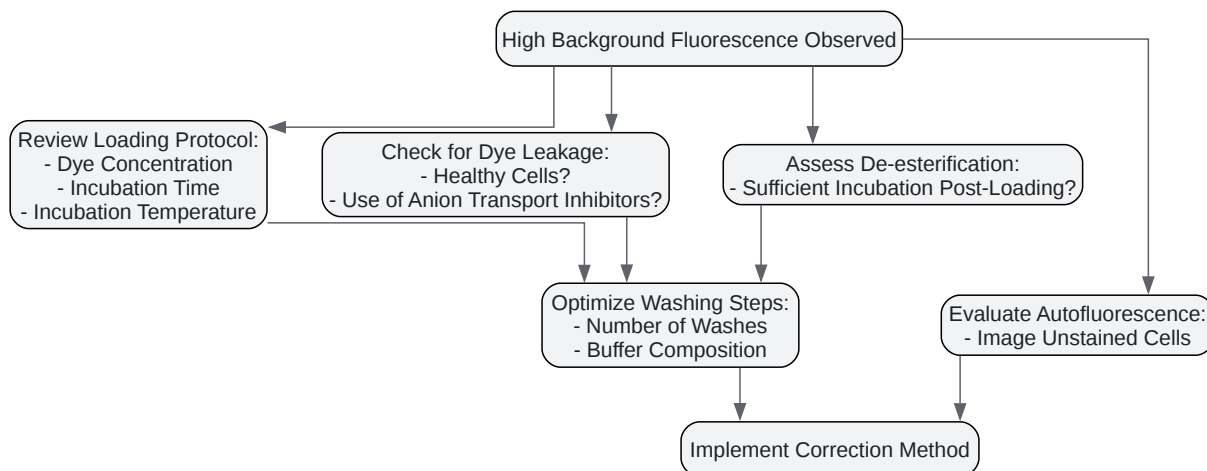 High Background Fluorescence Observed
Review Loading Protocol:
- Dye Concentration
- Incubation Time
- Incubation Temperature
Check for Dye Leakage:
- Healthy Cells?
- Use of Anion Transport Inhibitors?
Assess De-esterification:
- Sufficient Incubation Post-Loading?
Optimize Washing Steps:
- Number of Washes
- Buffer Composition
Evaluate Autofluorescence:
- Image Unstained Cells
Implement Correction Method